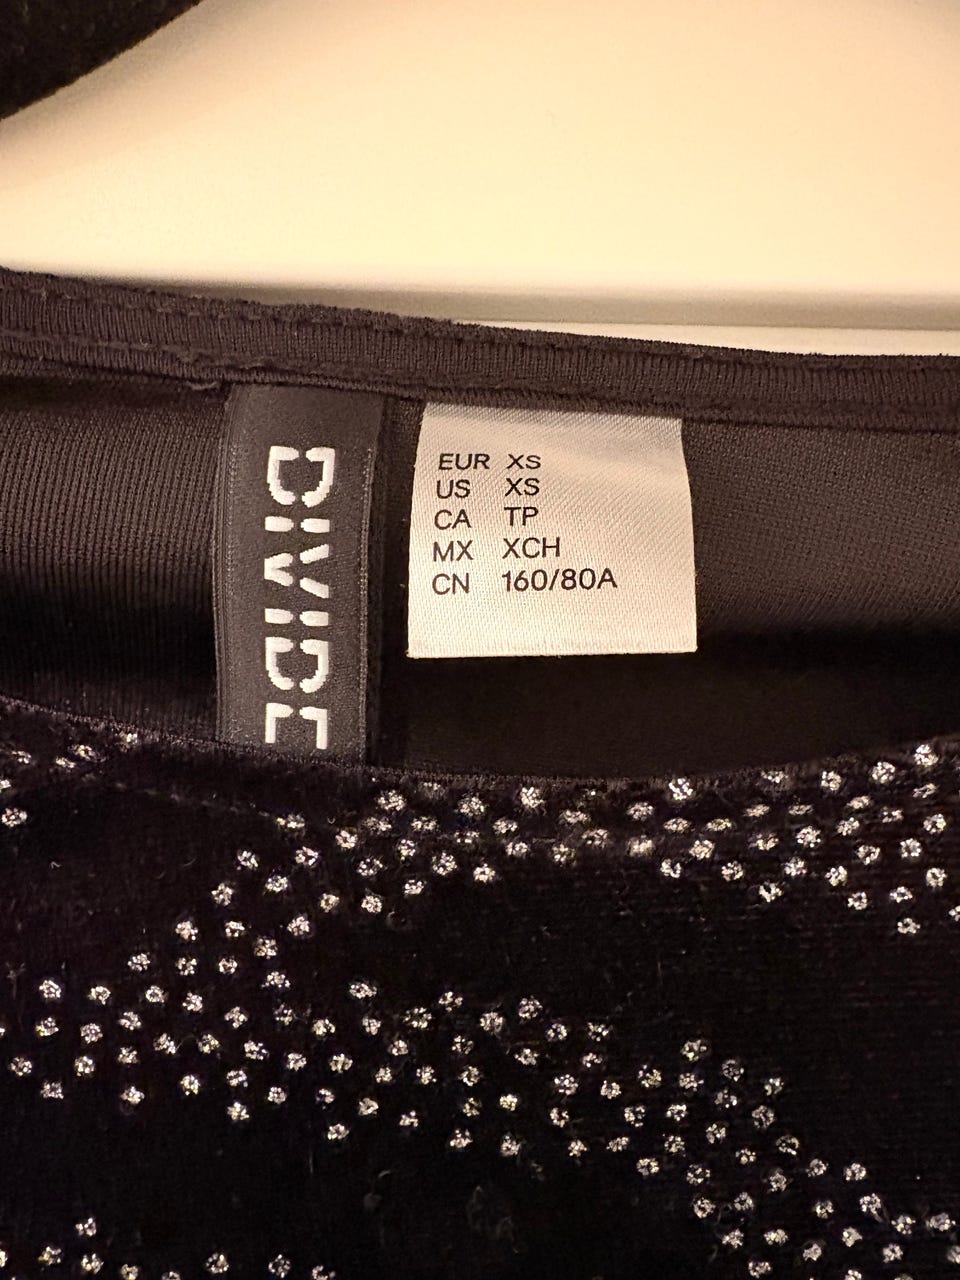 DIVIDE
EUR XS
US XS
CA TP
MX XCH
CN 160/80A